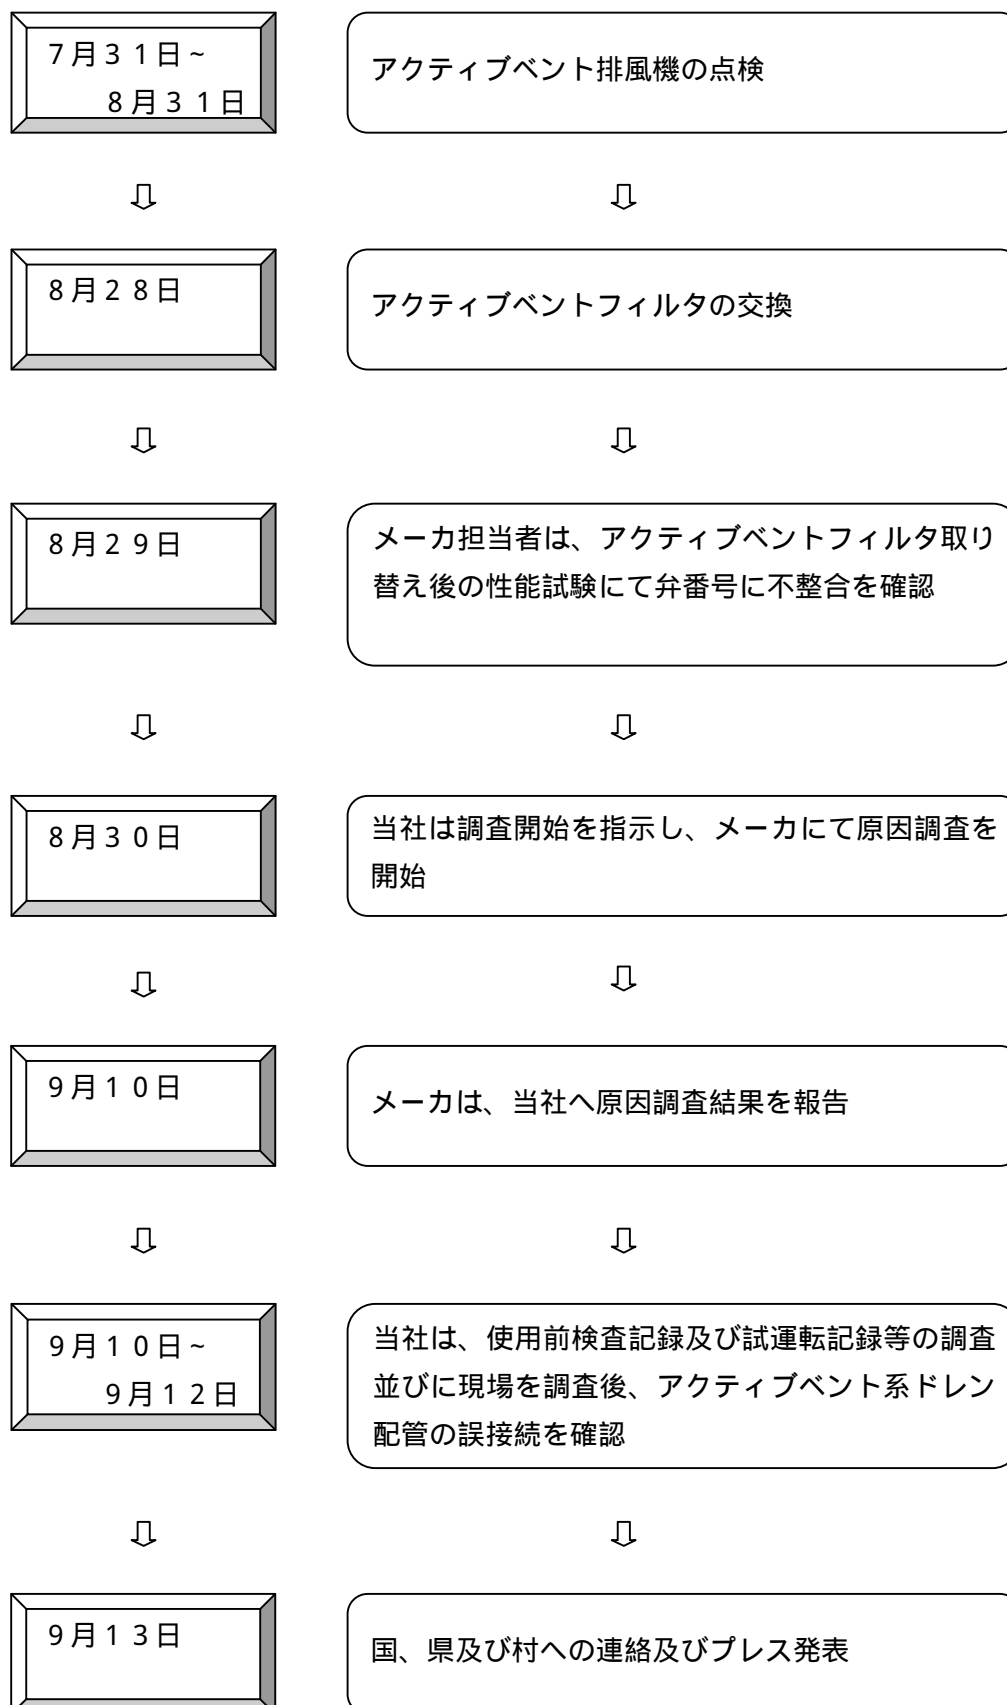 7月31日~
8月31日
アクティブベント排風機の点検
⇩ ⇩
8月28日
アクティブベントフィルタの交換
⇩ ⇩
8月29日
メーカ担当者は、アクティブベントフィルタ取り
替え後の性能試験にて弁番号に不整合を確認
⇩ ⇩
8月30日
当社は調査開始を指示し、メーカにて原因調査を
開始
⇩ ⇩
9月10日
メーカは、当社へ原因調査結果を報告
⇩ ⇩
9月10日~
9月12日
当社は、使用前検査記録及び試運転記録等の調査
並びに現場を調査後、アクティブベント系ドレン
配管の誤接続を確認
⇩ ⇩
9月13日
国、県及び村への連絡及びプレス発表